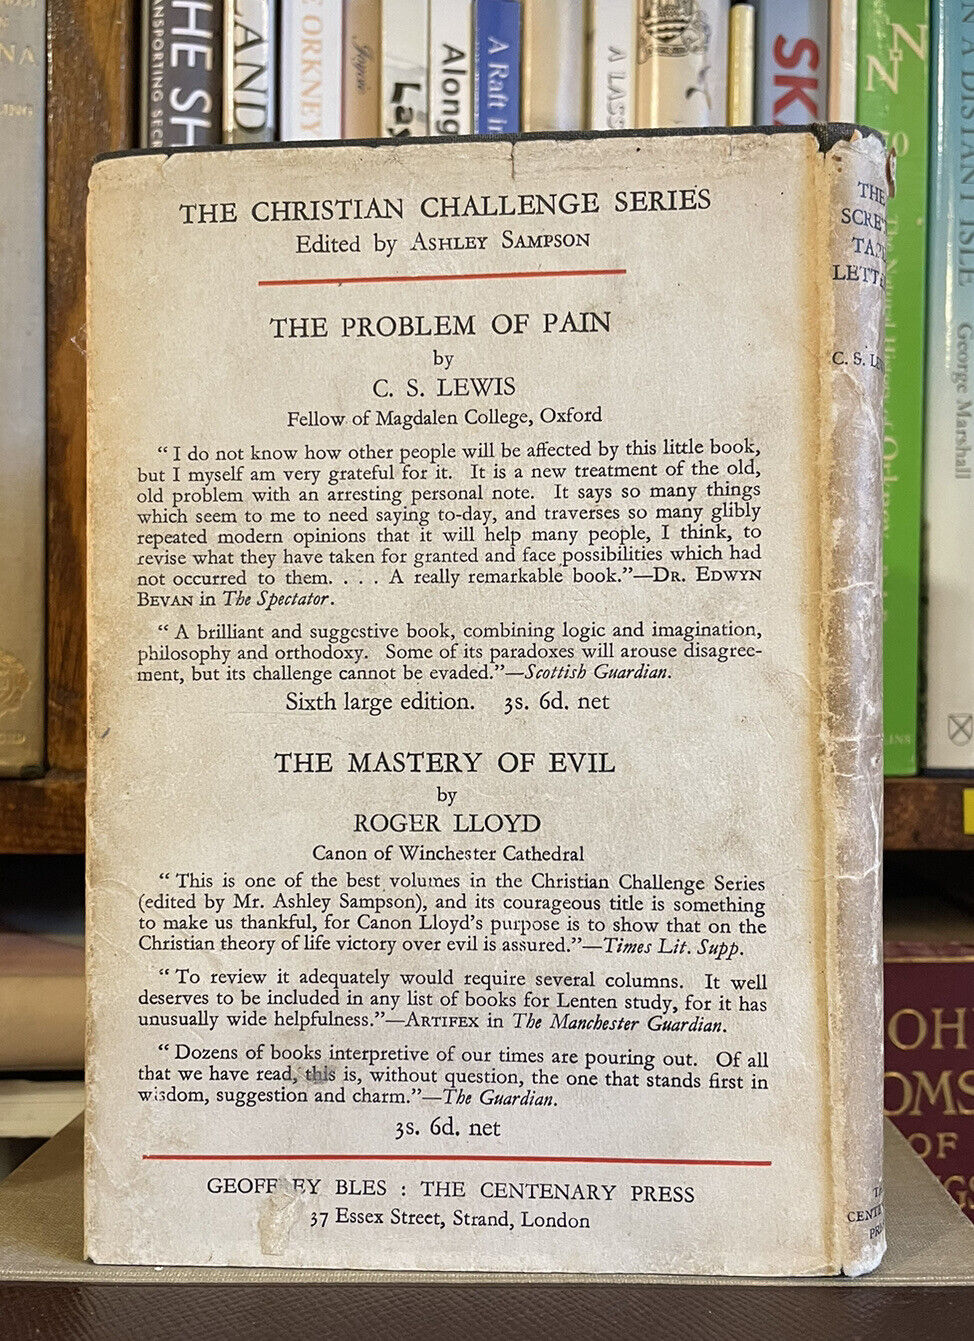 THE CHRISTIAN CHALLENGE SERIES
Edited by ASHLEY SAMPSON
THE PROBLEM OF PAIN
by
C. S. LEWIS
Fellow of Magdalen College, Oxford
“ I do not know how other people will be affected by this little book,
but I myself am very grateful for it. It is a new treatment of the old,
old problem with an arresting personal note. It says so many things
which seem to me to need saying to-day, and traverses so many glibly
repeated modern opinions that it will help many people, I think, to
revise what they have taken for granted and face possibilities which had
not occurred to them. . . . A really remarkable book.”—DR. EDWYN
BEVAN in The Spectator.
“ A brilliant and suggestive book, combining logic and imagination,
philosophy and orthodoxy. Some of its paradoxes will arouse disagree-
ment, but its challenge cannot be evaded.”—Scottish Guardian.
Sixth large edition. 3s. 6d. net
THE MASTERY OF EVIL
by
ROGER LLOYD
Canon of Winchester Cathedral
“ This is one of the best volumes in the Christian Challenge Series
(edited by Mr. Ashley Sampson), and its courageous title is something
to make us thankful, for Canon Lloyd’s purpose is to show that on the
Christian theory of life victory over evil is assured.”—Times Lit. Supp.
“ To review it adequately would require several columns. It well
deserves to be included in any list of books for Lenten study, for it has
unusually wide helpfulness.”—ARTIFEX in The Manchester Guardian.
“ Dozens of books interpretive of our times are pouring out. Of all
that we have read, this is, without question, the one that stands first in
wisdom, suggestion and charm.”—The Guardian.
3s. 6d. net
GEOFFREY BLES : THE CENTENARY PRESS
37 Essex Street, Strand, London
THE
C. S.
THE SH
LAND
ORKNEY
Along
A Raft in
A LASS
SK
George Marshall
ISLE
OF